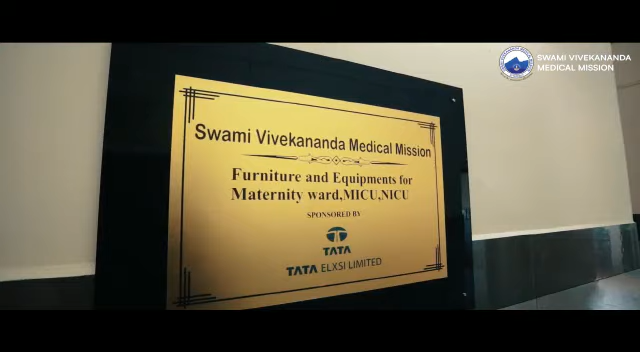 SWAMI VIVEKANANDA
MEDICAL MISSION
Swami Vivekananda Medical Mission
Furniture and Equipments for
Maternity ward,MICU,NICU
SPONSORED BY
TATA
TATA ELXSI LIMITED